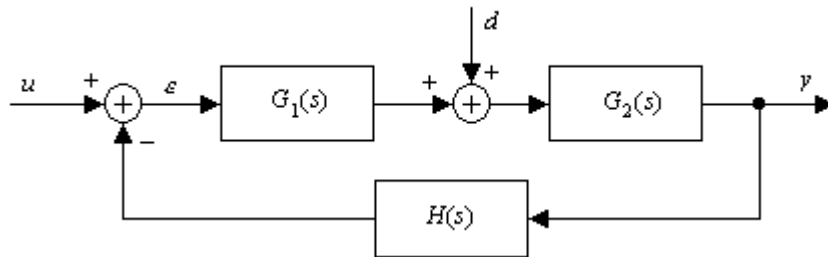 d
u + ε G₁(s) + + G₂(s) y
−
H(s)